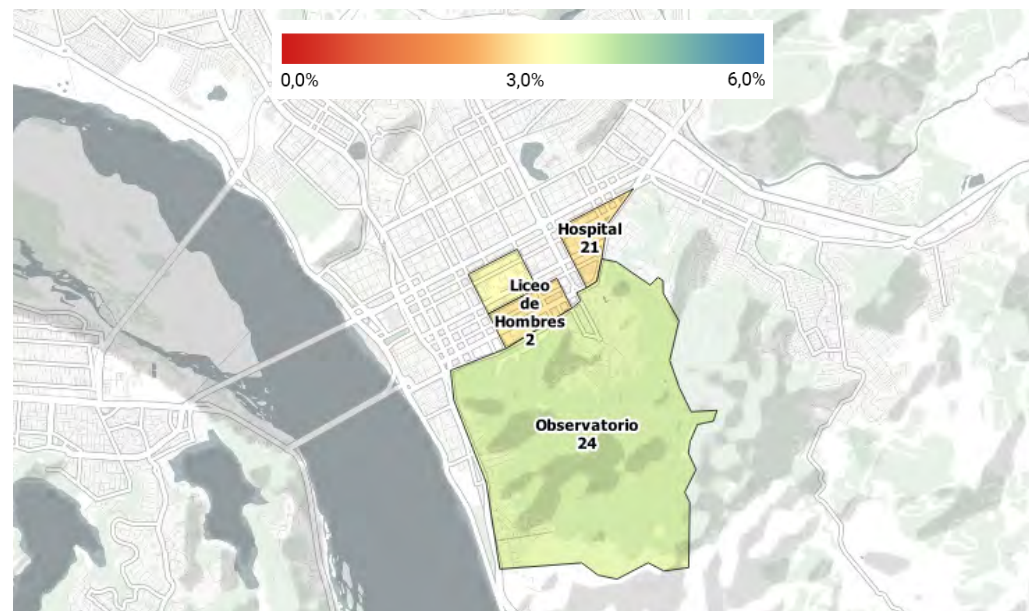 0,0% 3,0% 6,0%
Hospital
21
Liceo
de
Hombres
2
Observatorio
24